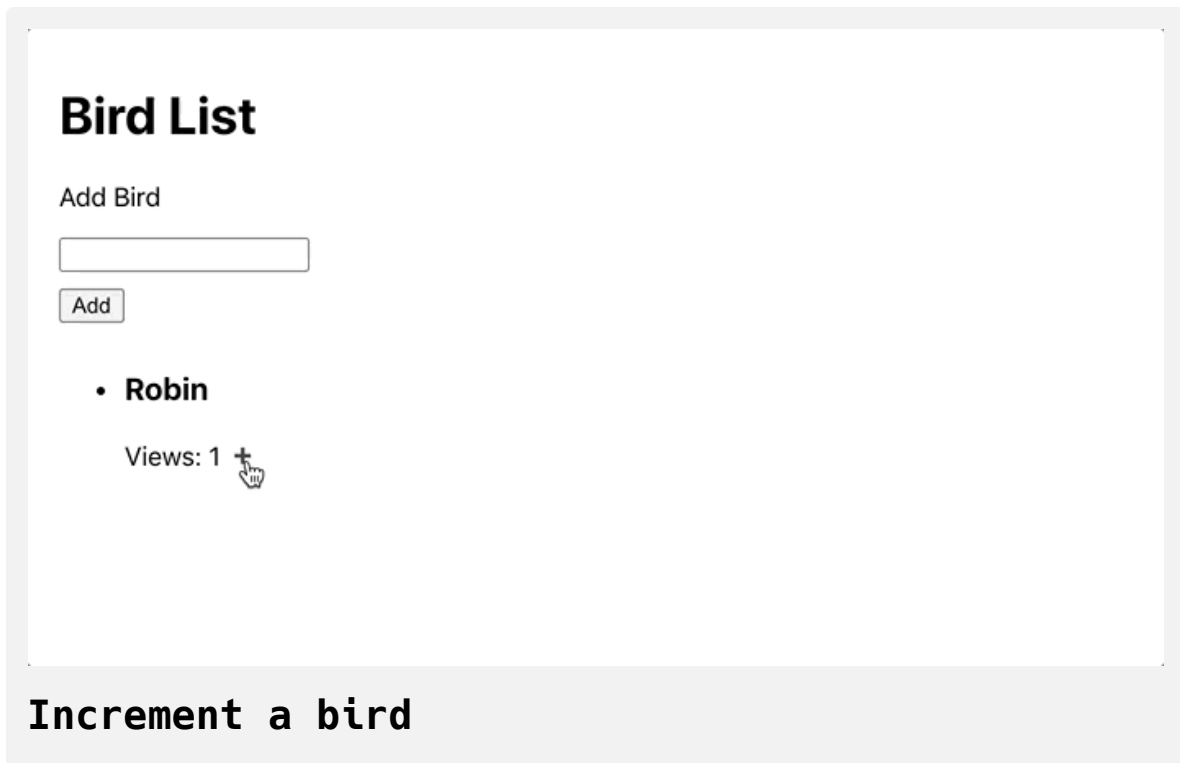 Bird List
Add Bird
Add
• Robin
Views: 1 +
Increment a bird